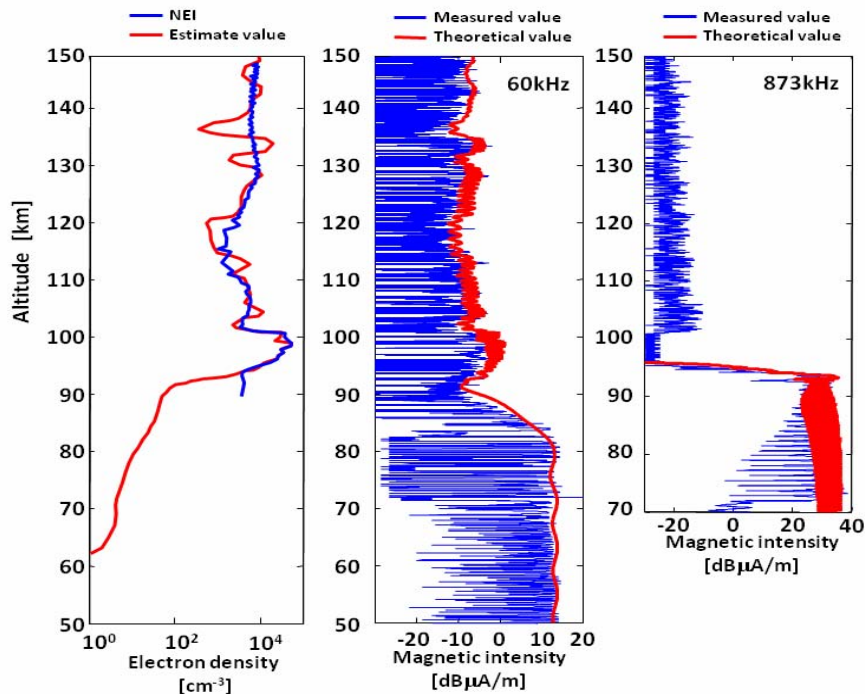 NEI
Estimate value
Measured value
Theoretical value
Measured value
Theoretical value
Altitude [km]
150
140
130
120
110
100
90
80
70
60
50
10⁰
10²
10⁴
Electron density
[cm⁻³]
60kHz
150
140
130
120
110
100
90
80
70
60
50
-20
-10
0
10
20
Magnetic intensity
[dBμA/m]
873kHz
150
140
130
120
110
100
90
80
70
-20
0
20
40
Magnetic intensity
[dBμA/m]